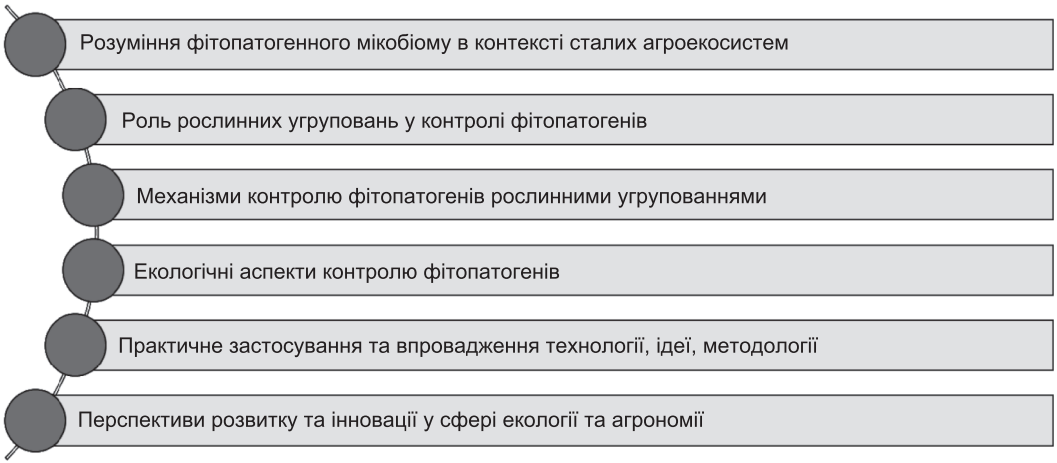 Розуміння фітопатогенного мікобіому в контексті сталих агроекосистем
Роль рослинних угруповань у контролі фітопатогенів
Механізми контролю фітопатогенів рослинними угрупованнями
Екологічні аспекти контролю фітопатогенів
Практичне застосування та впровадження технології, ідеї, методології
Перспективи розвитку та інновації у сфері екології та агрономії